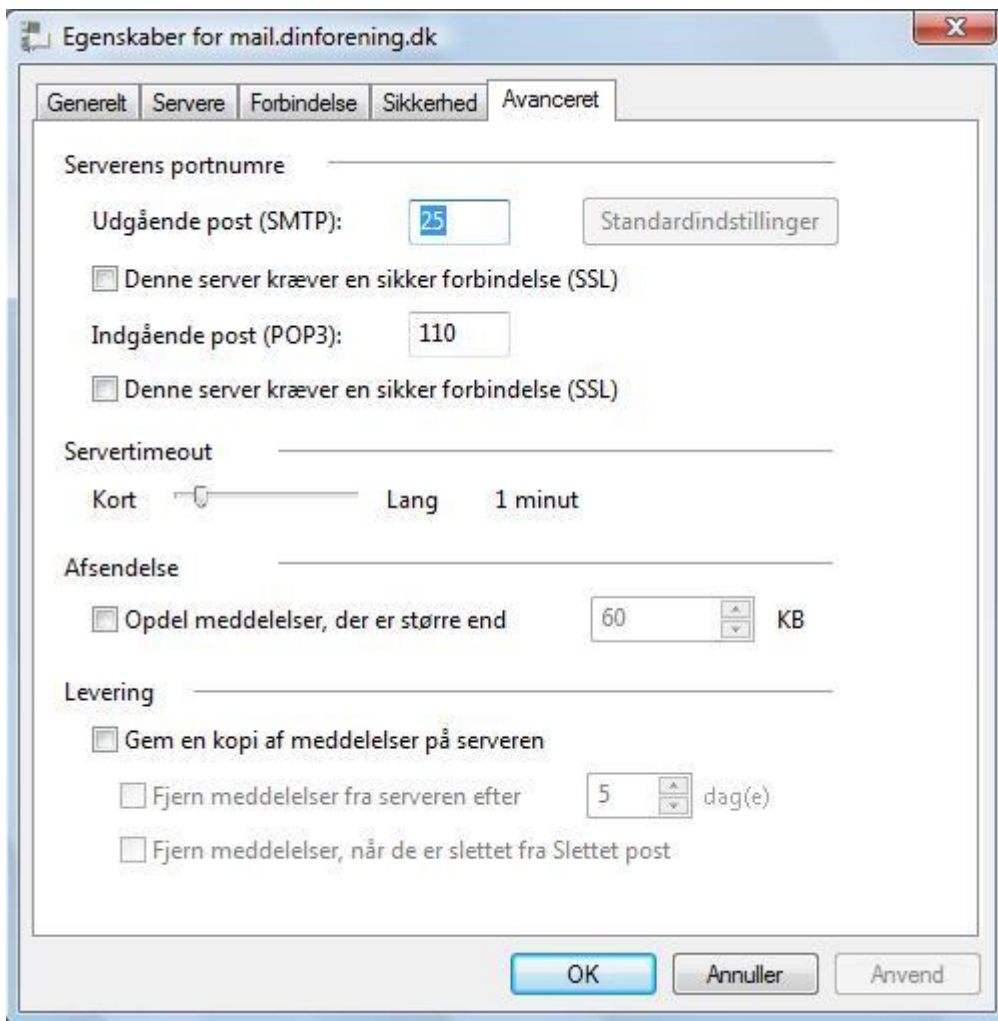 Egenskaber for mail.dinforening.dk
Generelt Servere Forbindelse Sikkerhed Avanceret
Serverens portnumre
Udgående post (SMTP): 25 Standardindstillinger
Denne server kræver en sikker forbindelse (SSL)
Indgående post (POP3): 110
Denne server kræver en sikker forbindelse (SSL)
Servertimeout
Kort Lang 1 minut
Afsendelse
Opdel meddelelser, der er større end 60 KB
Levering
Gem en kopi af meddelelser på serveren
Fjern meddelelser fra serveren efter 5 dag(e)
Fjern meddelelser, når de er slettet fra Slettet post
OK Annuller Anvend